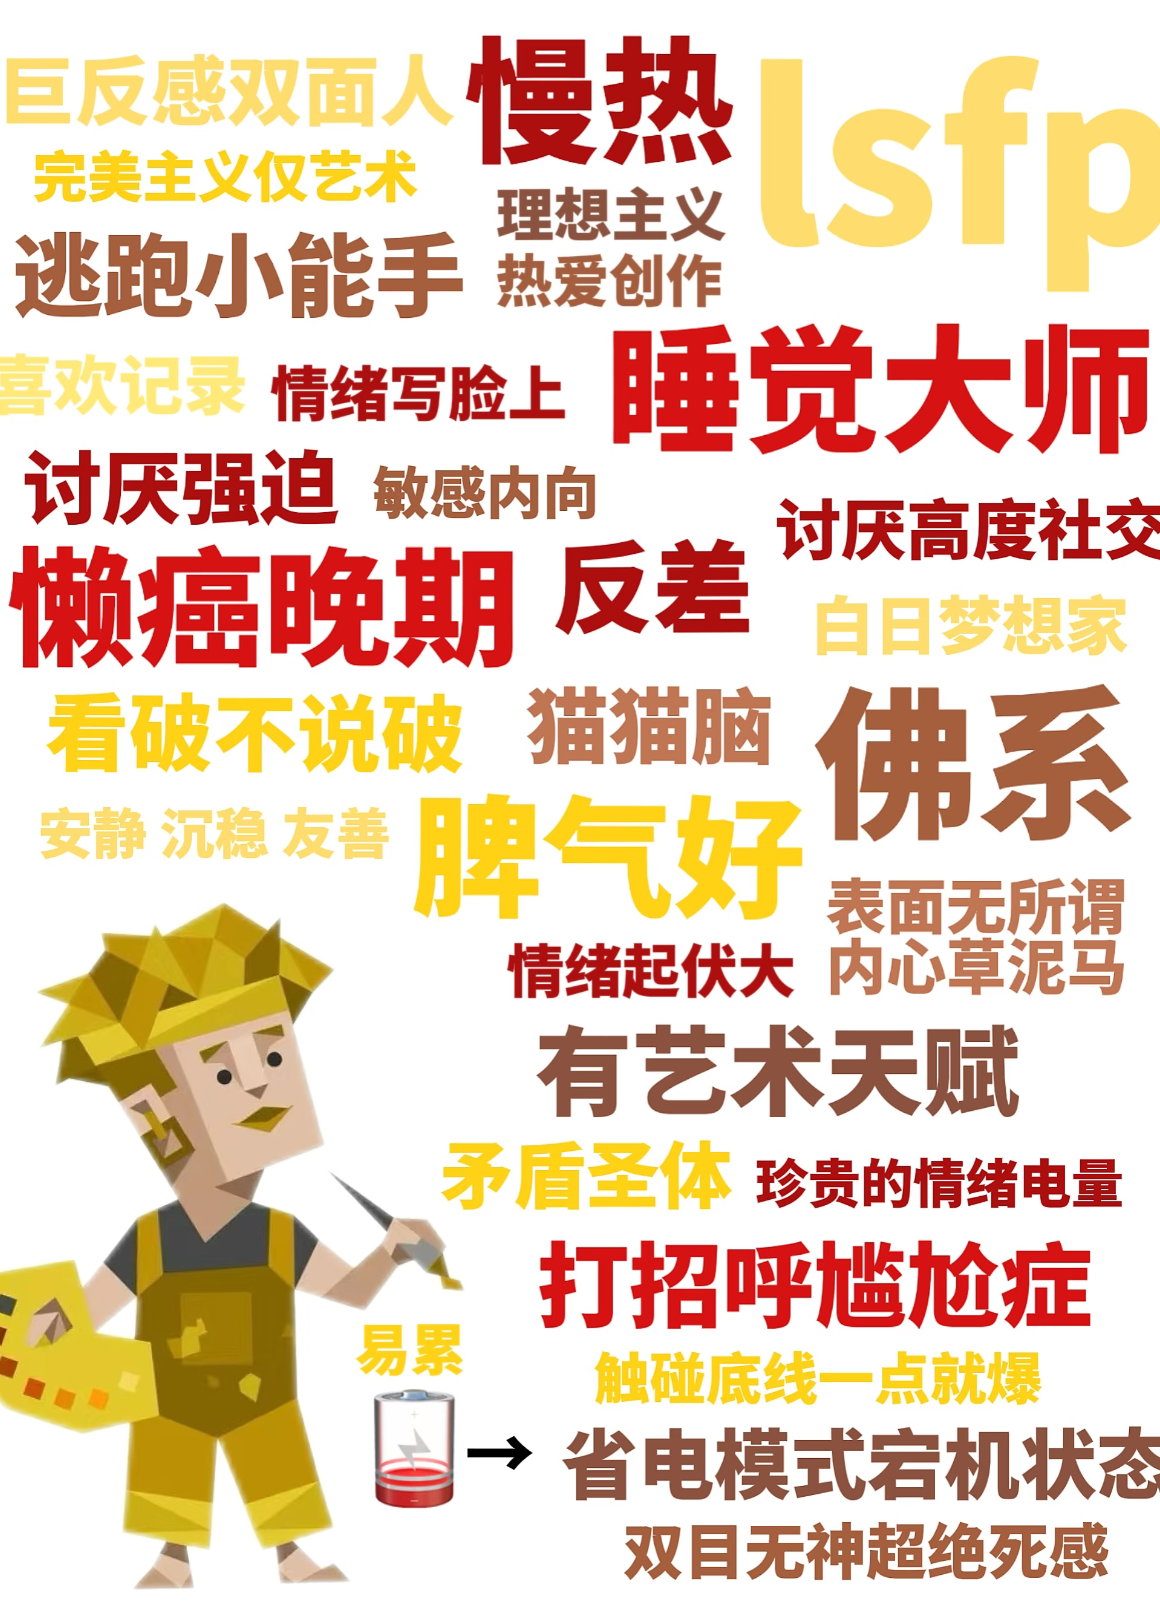 巨反感双面人
慢热
lsfp
完美主义仅艺术
理想主义
热爱创作
逃跑小能手
睡觉大师
喜欢记录
情绪写脸上
讨厌强迫
敏感内向
讨厌高度社交
懒癌晚期
反差
白日梦想家
看破不说破
猫猫脑
佛系
安静 沉稳 友善
脾气好
表面无所谓
内心草泥马
情绪起伏大
有艺术天赋
矛盾圣体
珍贵的情绪电量
打招呼尴尬症
易累
触碰底线一点就爆
→ 省电模式宕机状态
双目无神超绝死感